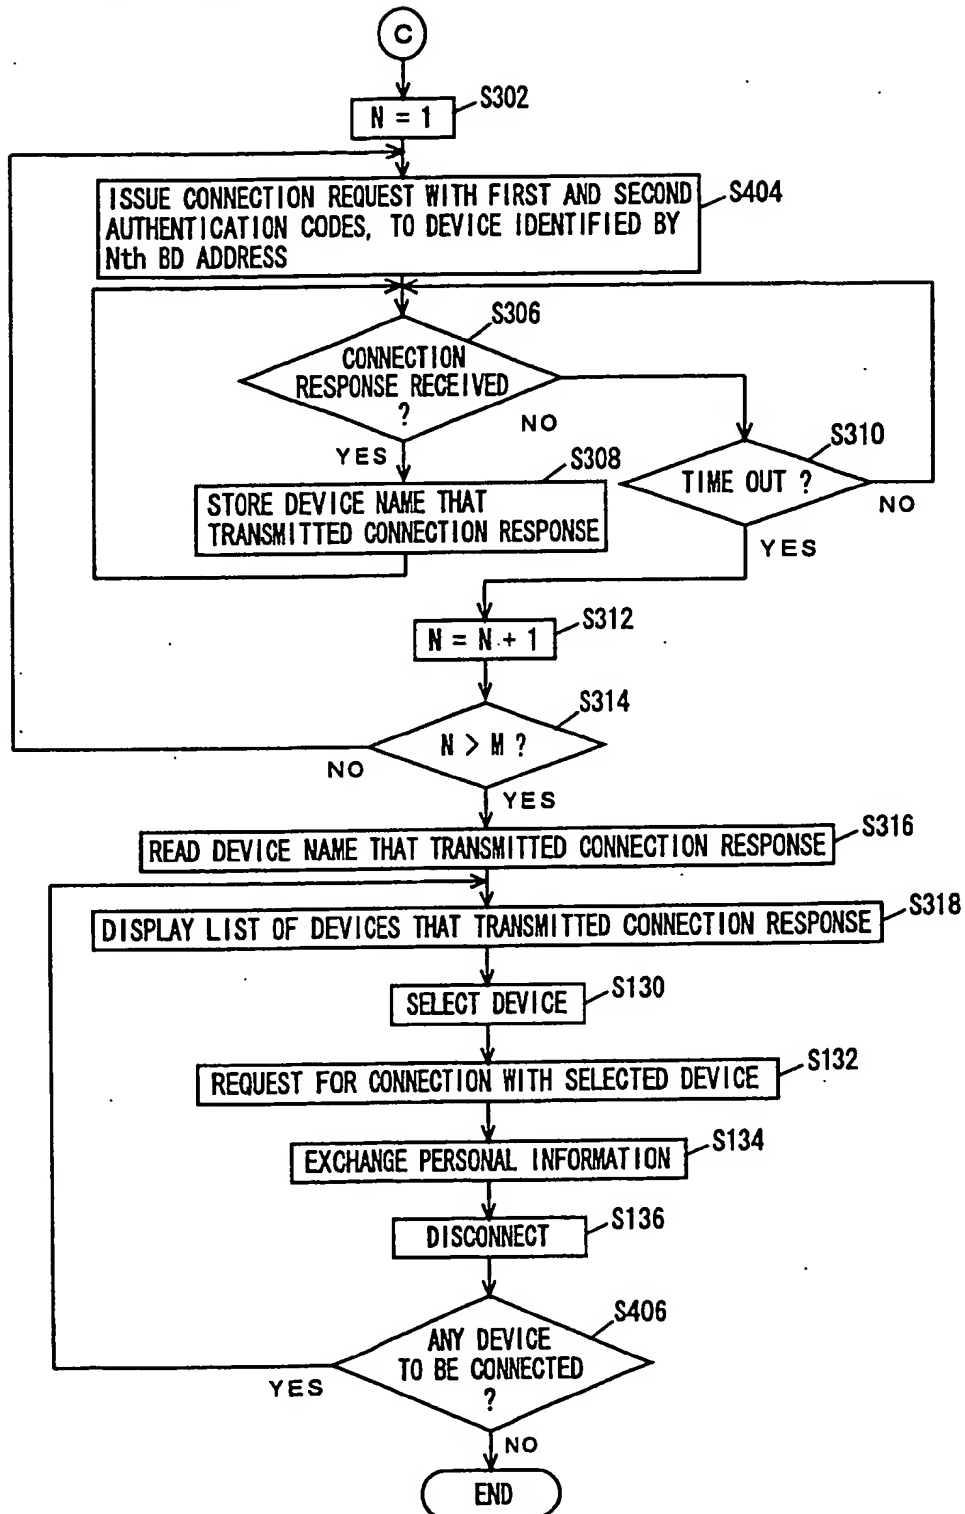 C
N = 1
S302
ISSUE CONNECTION REQUEST WITH FIRST AND SECOND
AUTHENTICATION CODES, TO DEVICE IDENTIFIED BY
Nth BD ADDRESS
S404
S306
CONNECTION
RESPONSE RECEIVED
?
NO
YES
S308
STORE DEVICE NAME THAT
TRANSMITTED CONNECTION RESPONSE
S310
TIME OUT ?
NO
YES
S312
N = N + 1
S314
N > M ?
NO
YES
S316
READ DEVICE NAME THAT TRANSMITTED CONNECTION RESPONSE
S318
DISPLAY LIST OF DEVICES THAT TRANSMITTED CONNECTION RESPONSE
S130
SELECT DEVICE
S132
REQUEST FOR CONNECTION WITH SELECTED DEVICE
S134
EXCHANGE PERSONAL INFORMATION
S136
DISCONNECT
S406
ANY DEVICE
TO BE CONNECTED
?
YES
NO
END